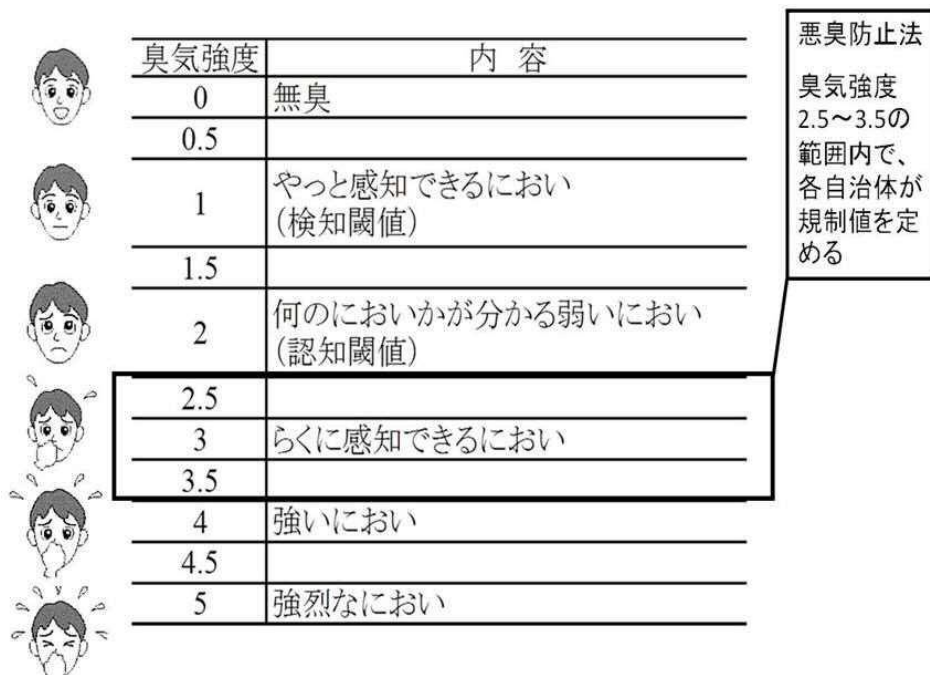 臭気強度 内 容
0 無臭
0.5
1 やっと感知できるにおい
(検知閾値)
1.5
2 何のにおいかが分かる弱いにおい
(認知閾値)
2.5
3 らくに感知できるにおい
3.5
4 強いにおい
4.5
5 強烈なにおい
悪臭防止法
臭気強度
2.5～3.5の
範囲内で、
各自治体が
規制値を定
める